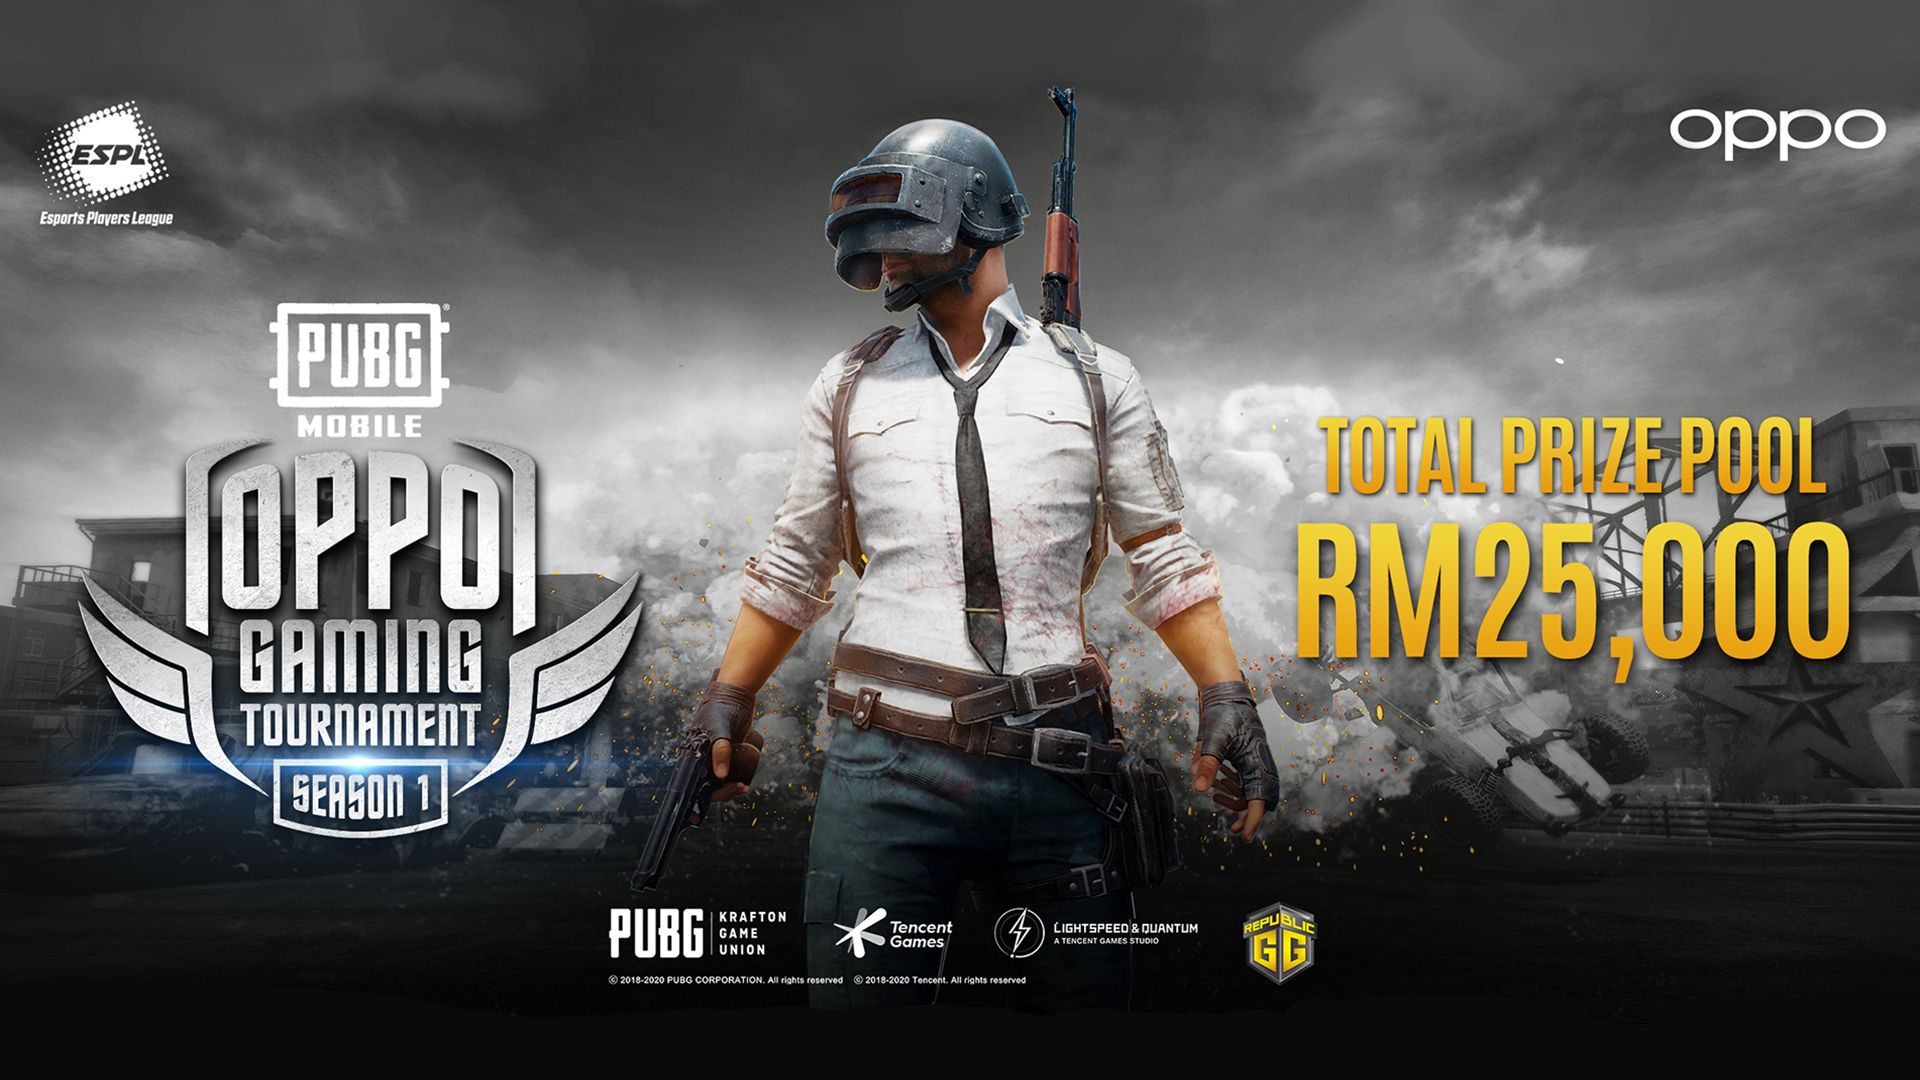 ESPL
Esports Players League
oppo
PUBG®
MOBILE
OPPO
GAMING
TOURNAMENT
SEASON 1
TOTAL PRIZE POOL
RM25,000
PUBG
KRAFTON
GAME
UNION
Tencent
Games
LIGHTSPEED & QUANTUM
A TENCENT GAMES STUDIO
REPUBLIC
GG
© 2018-2020 PUBG CORPORATION. All rights reserved © 2018-2020 Tencent. All rights reserved